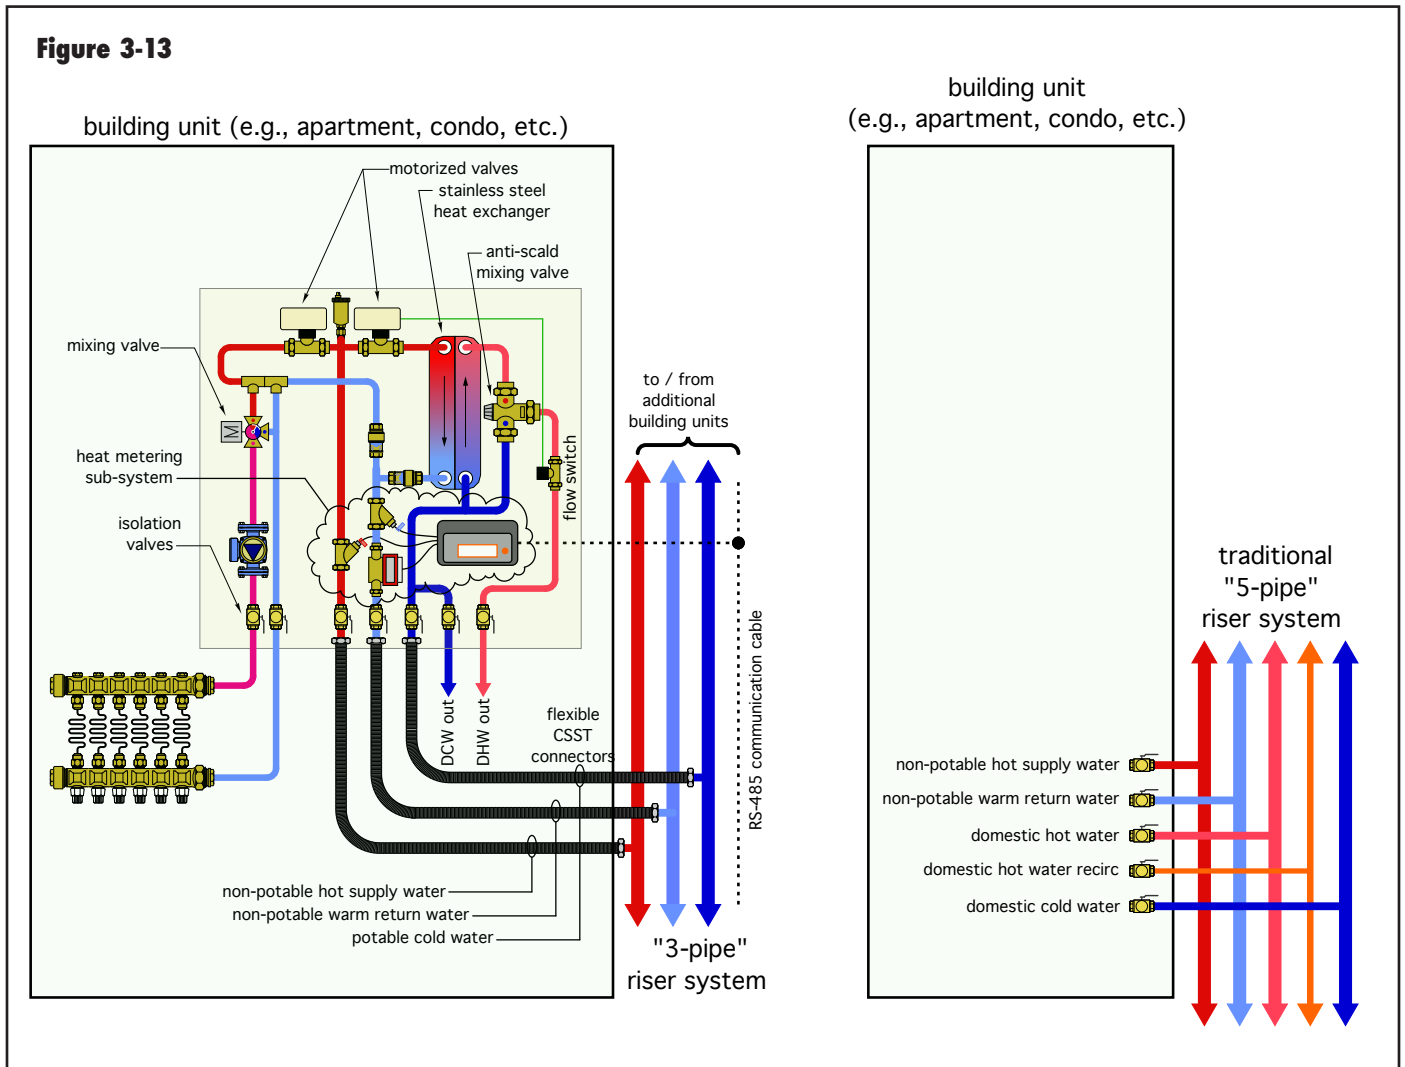 Figure 3-13
building unit (e.g., apartment, condo, etc.)
motorized valves
stainless steel
heat exchanger
anti-scald
mixing valve
mixing valve
M
heat metering
sub-system
isolation
valves
flow switch
to / from
additional
building units
RS-485 communication cable
DCW out
DHW out
flexible
CSST
connectors
non-potable hot supply water
non-potable warm return water
potable cold water
"3-pipe"
riser system
building unit
(e.g., apartment, condo, etc.)
traditional
"5-pipe"
riser system
non-potable hot supply water
non-potable warm return water
domestic hot water
domestic hot water recirc
domestic cold water